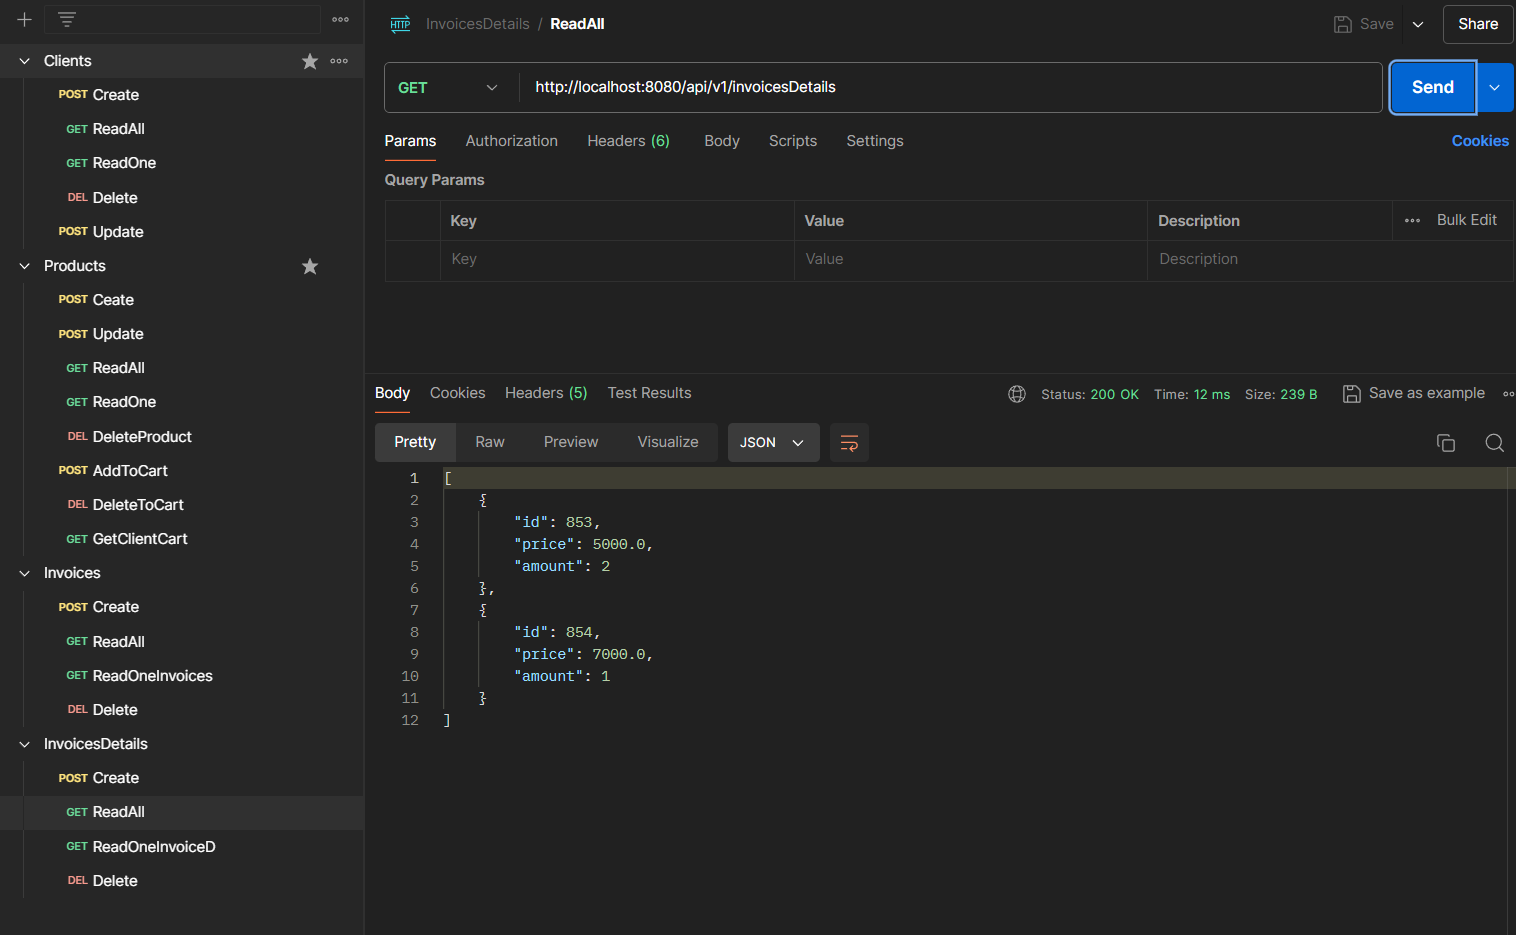 Clients
POST Create
GET ReadAll
GET ReadOne
DEL Delete
POST Update
Products
POST Ceate
POST Update
GET ReadAll
GET ReadOne
DEL DeleteProduct
POST AddToCart
DEL DeleteToCart
GET GetClientCart
Invoices
POST Create
GET ReadAll
GET ReadOneInvoices
DEL Delete
InvoicesDetails
POST Create
GET ReadAll
GET ReadOneInvoiceD
DEL Delete
HTTP InvoicesDetails / ReadAll Save Share
GET http://localhost:8080/api/v1/invoicesDetails Send
Params Authorization Headers (6) Body Scripts Settings Cookies
Query Params
Key Value Description Bulk Edit
Key Value Description
Body Cookies Headers (5) Test Results Status: 200 OK Time: 12 ms Size: 239 B Save as example
Pretty Raw Preview Visualize JSON
1 [
2 {
3 "id": 853,
4 "price": 5000.0,
5 "amount": 2
6 },
7 {
8 "id": 854,
9 "price": 7000.0,
10 "amount": 1
11 }
12 ]